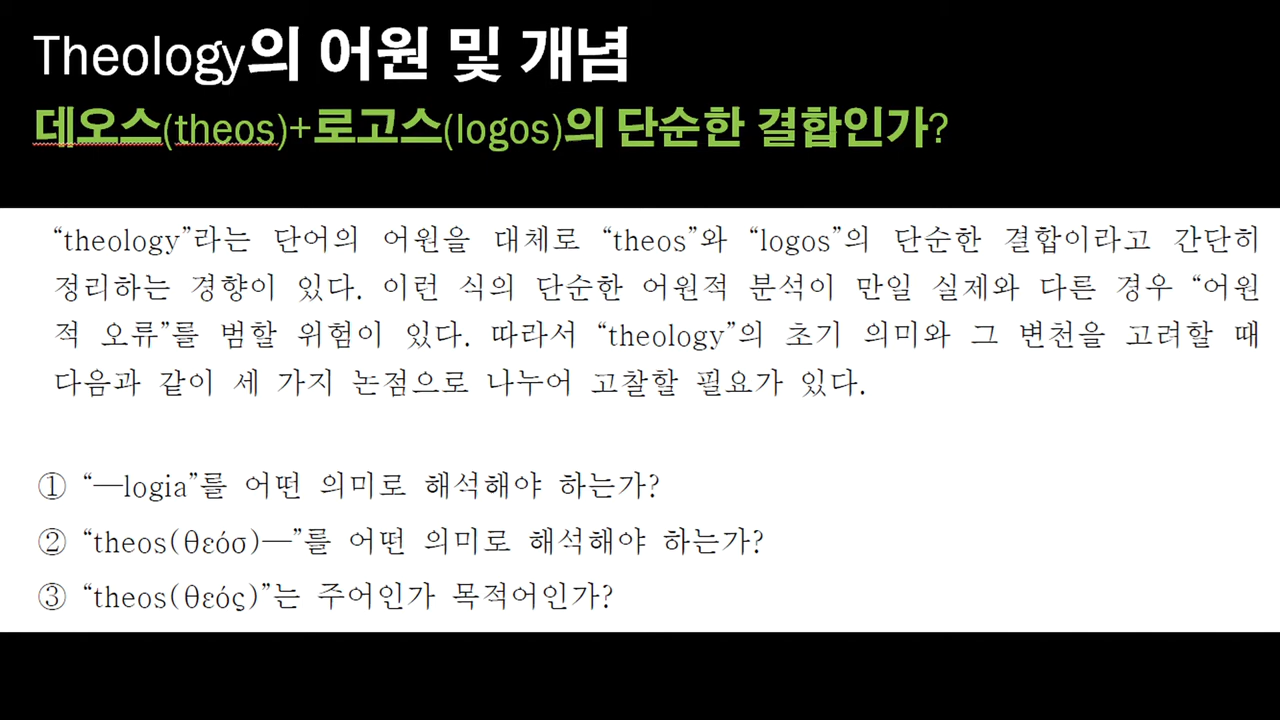 Theology의 어원 및 개념
데오스(theos)+로고스(logos)의 단순한 결합인가?
“theology”라는 단어의 어원을 대체로 “theos”와 “logos”의 단순한 결합이라고 간단히
정리하는 경향이 있다. 이런 식의 단순한 어원적 분석이 만일 실제와 다른 경우 “어원
적 오류”를 범할 위험이 있다. 따라서 “theology”의 초기 의미와 그 변천을 고려할 때
다음과 같이 세 가지 논점으로 나누어 고찰할 필요가 있다.
① “―logia”를 어떤 의미로 해석해야 하는가?
② “theos(θεόσ)―”를 어떤 의미로 해석해야 하는가?
③ “theos(θεός)”는 주어인가 목적어인가?